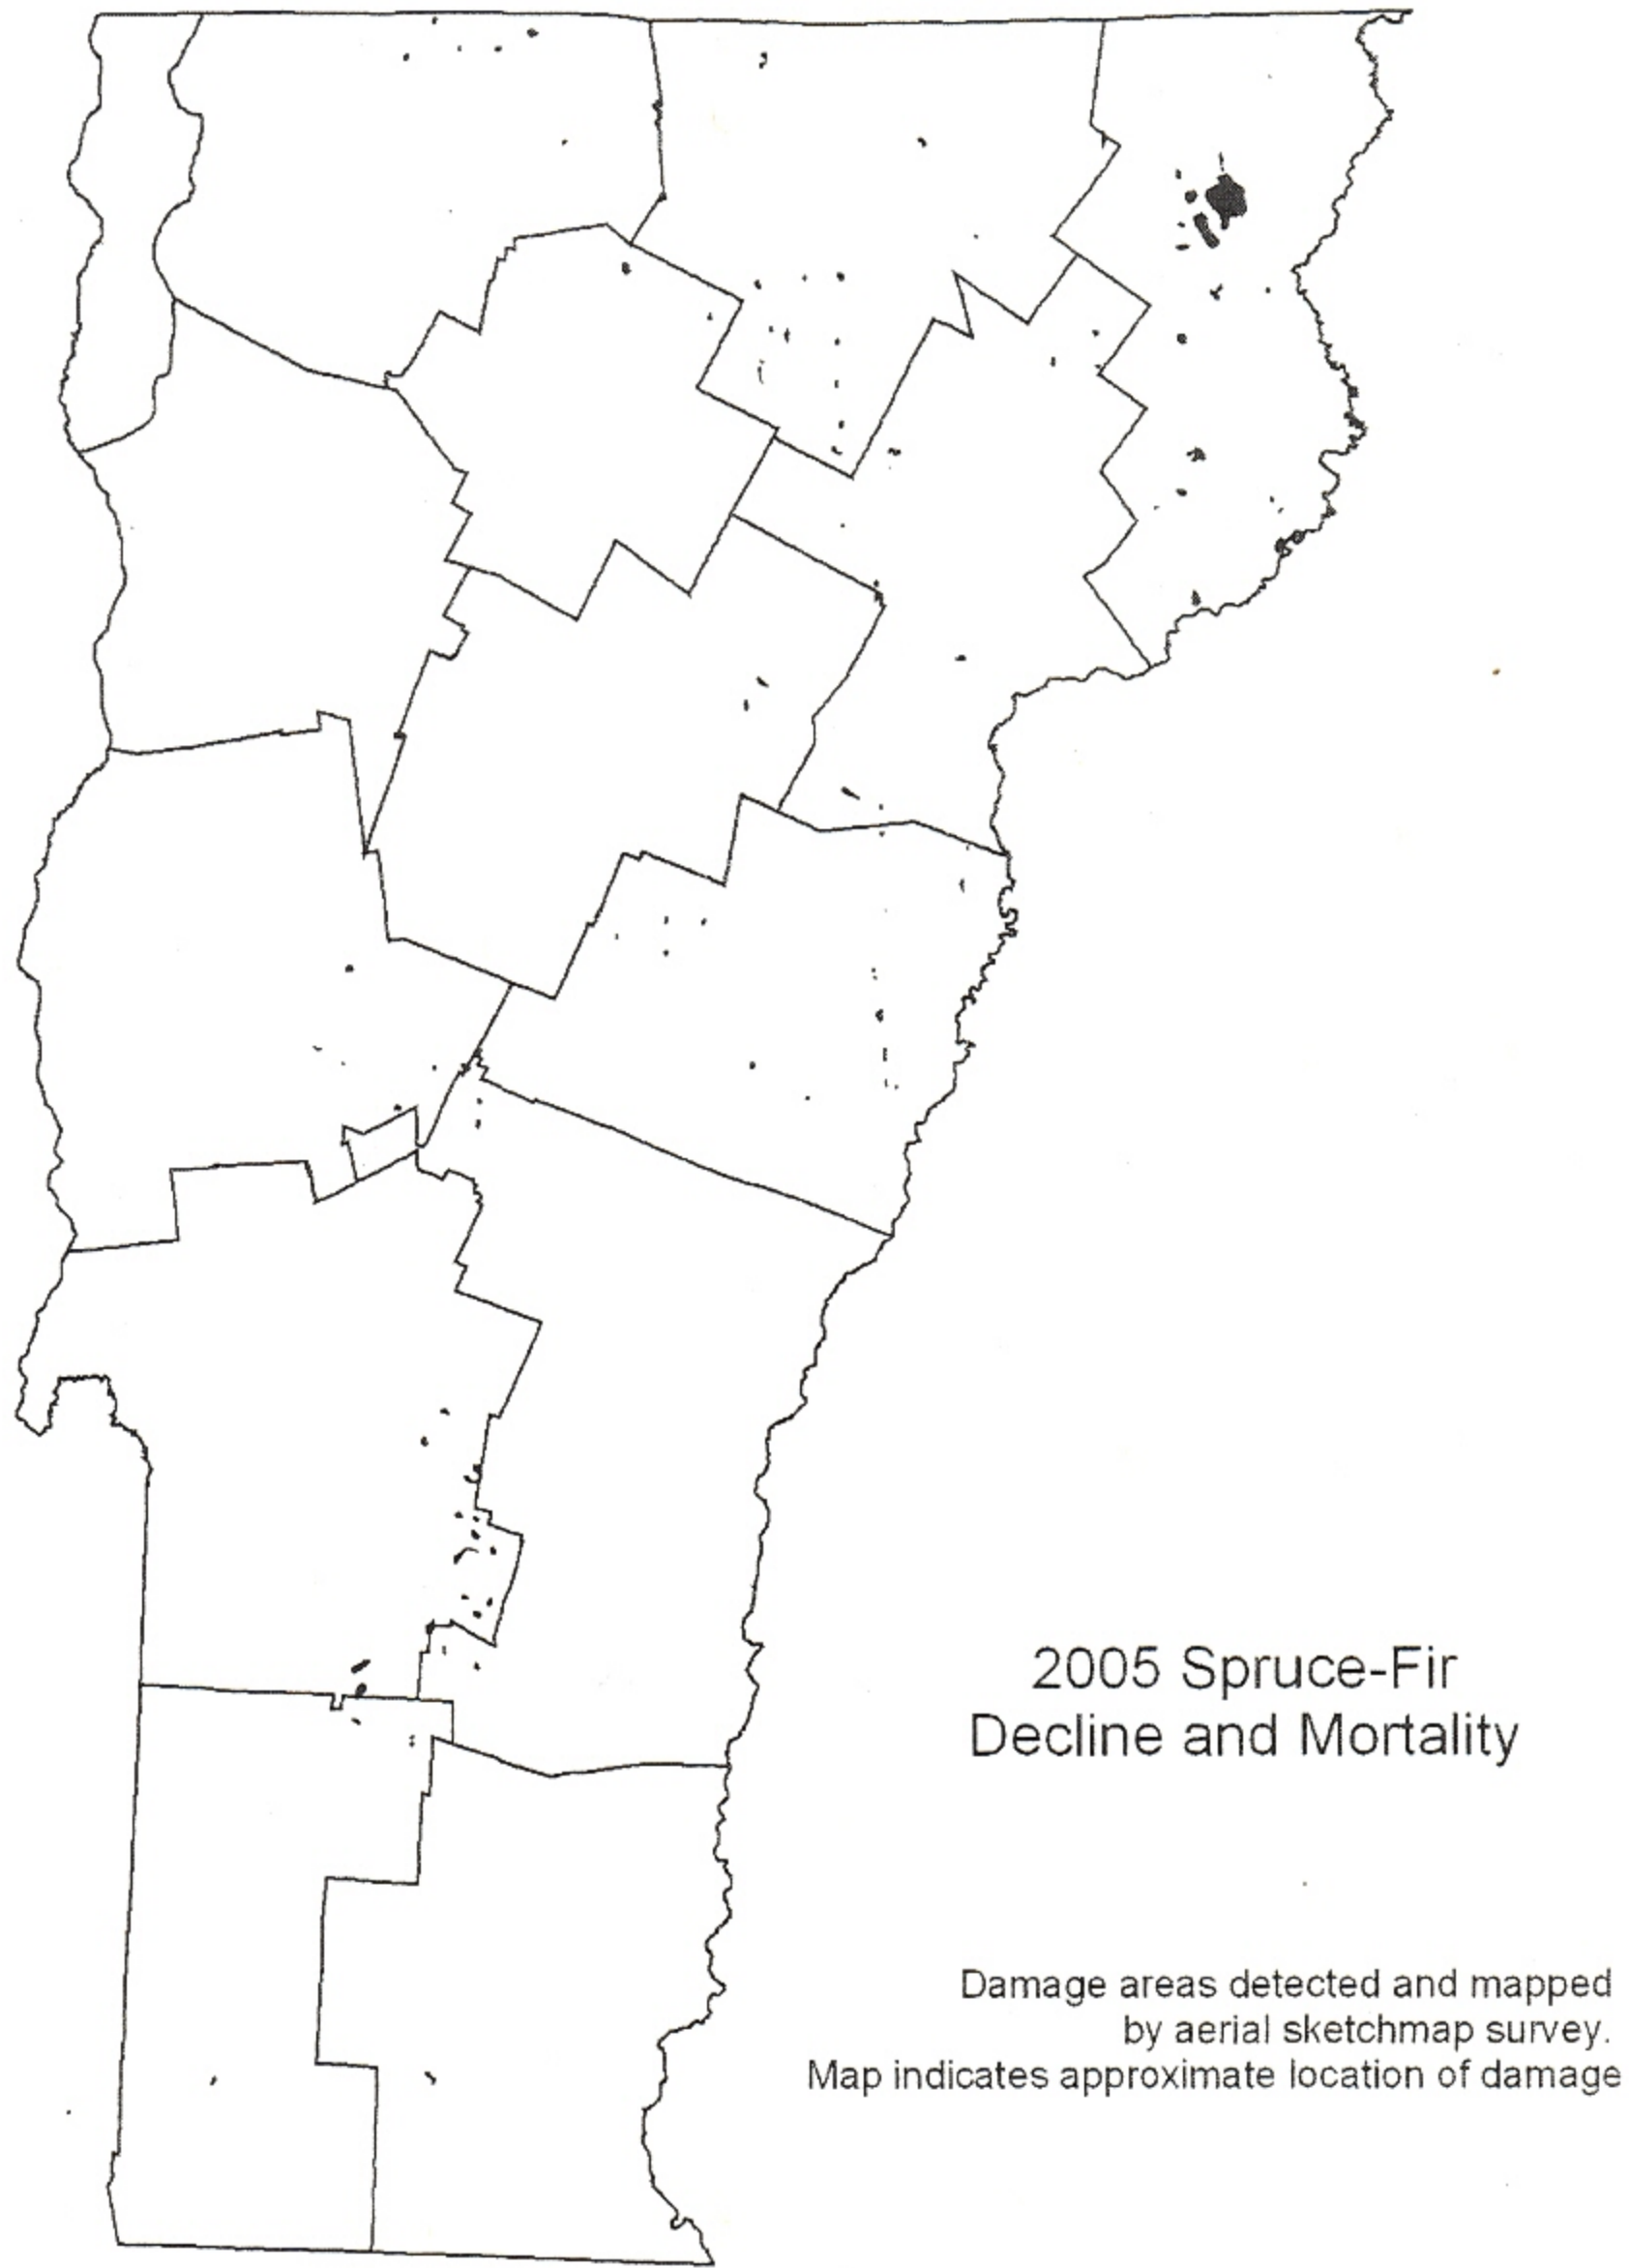 2005 Spruce-Fir
Decline and Mortality
Damage areas detected and mapped
by aerial sketchmap survey.
Map indicates approximate location of damage